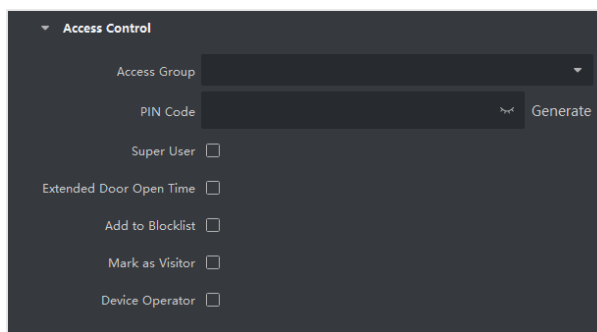 Access Control
Access Group
PIN Code Generate
Super User
Extended Door Open Time
Add to Blocklist
Mark as Visitor
Device Operator